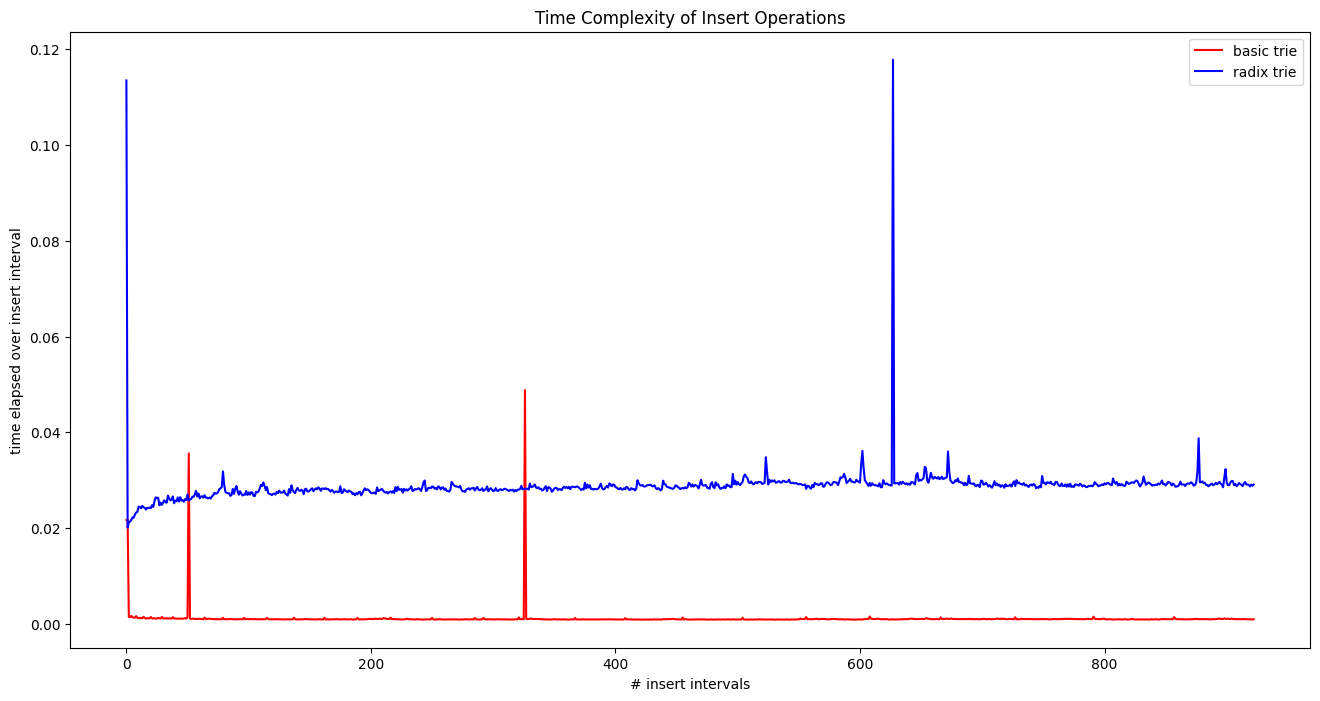 Time Complexity of Insert Operations
basic trie
radix trie
time elapsed over insert interval
0.12
0.10
0.08
0.06
0.04
0.02
0.00
0
200
400
600
800
# insert intervals